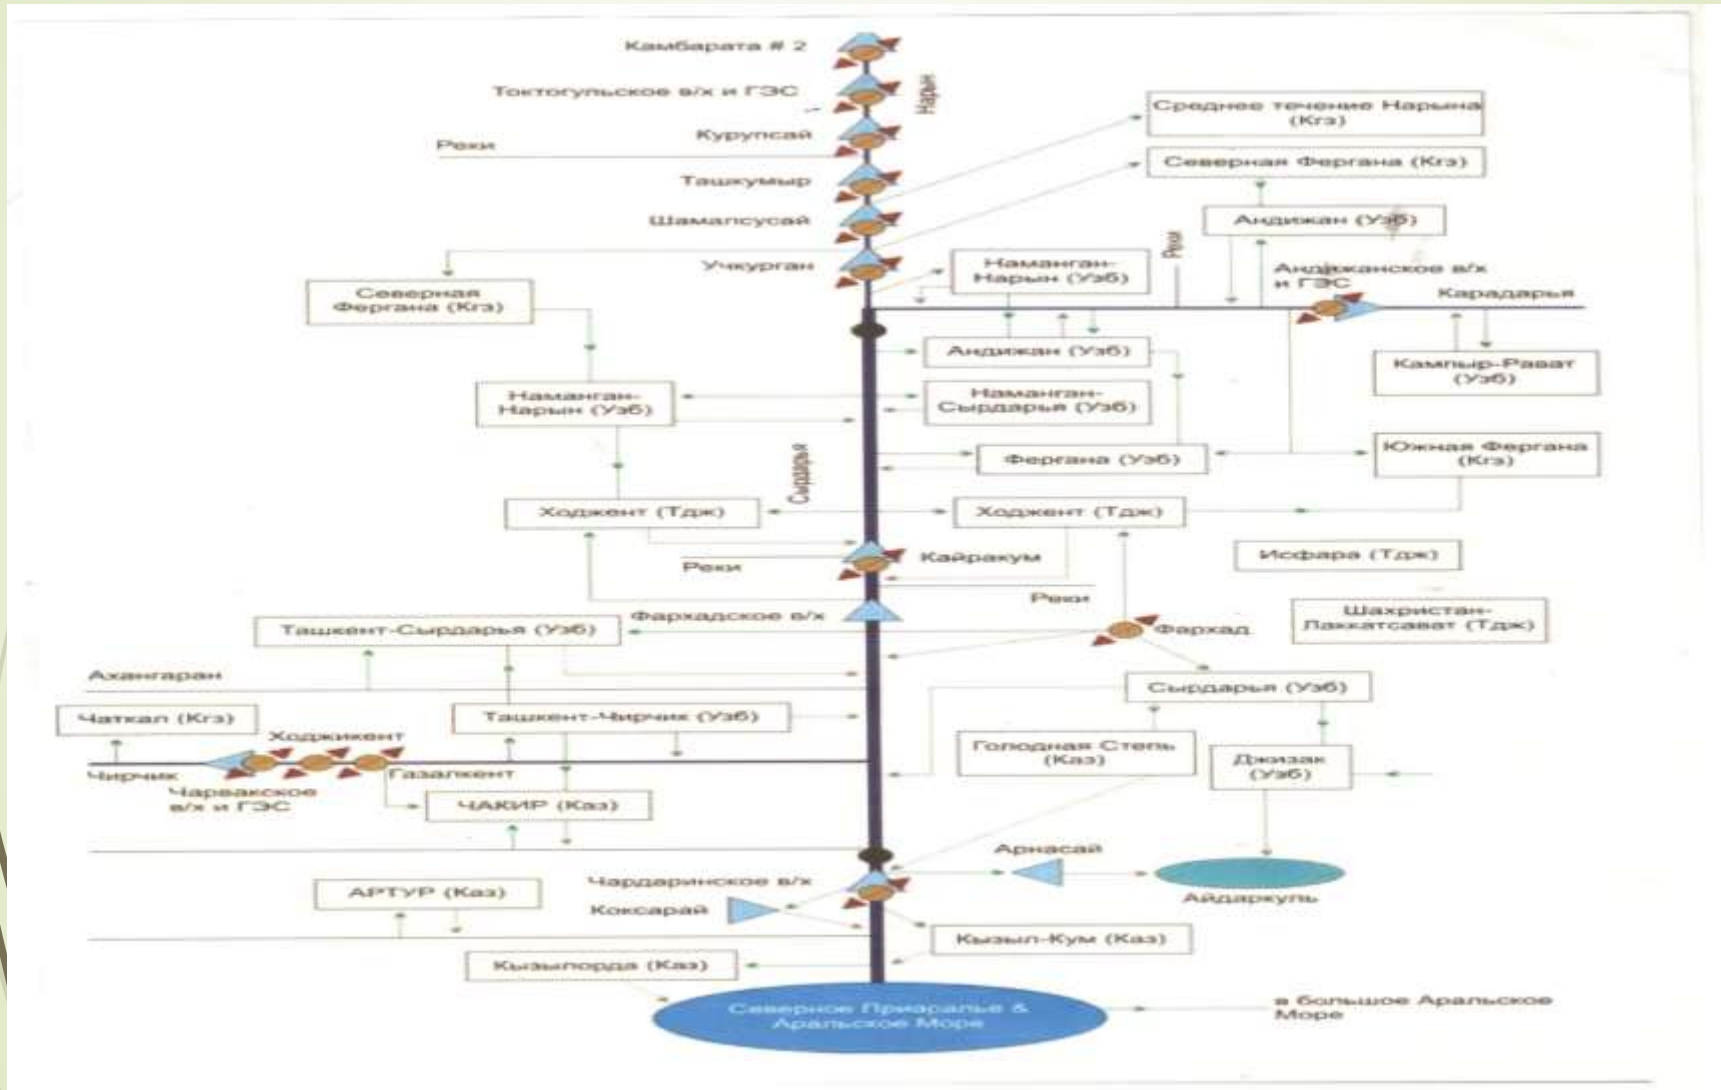 Камбарата # 2
Токтогульское в/х и ГЭС
Нарын
Среднее течение Нарына
(Кгз)
Курупсай
Реки
Северная Фергана (Кгз)
Ташкумыр
Шамалсусай
Андижан (Узб)
Учкурган
Реки
Наманган-
Нарын (Узб)
Андижанское в/х
и ГЭС
Карадарья
Северная
Фергана (Кгз)
Андижан (Узб)
Кампыр-Рават
(Узб)
Наманган-
Нарын (Узб)
Наманган-
Сырдарья (Узб)
Сырдарья
Фергана (Узб)
Южная Фергана
(Кгз)
Ходжент (Тдж)
Ходжент (Тдж)
Кайракум
Исфара (Тдж)
Реки
Реки
Фархадское в/х
Шахристан-
Лаккатсават (Тдж)
Ташкент-Сырдарья (Узб)
Фархад
Ахангаран
Сырдарья (Узб)
Чаткал (Кгз)
Ташкент-Чирчик (Узб)
Ходжикент
Голодная Степь
(Каз)
Джизак
(Узб)
Чирчик
Газалкент
Чарвакское
в/х и ГЭС
ЧАКИР (Каз)
Арнасай
Чардаринское в/х
АРТУР (Каз)
Айдаркуль
Коксарай
Кызыл-Кум (Каз)
Кызылорда (Каз)
Северное Приаралье &
Аральское Море
в большое Аральское
Море